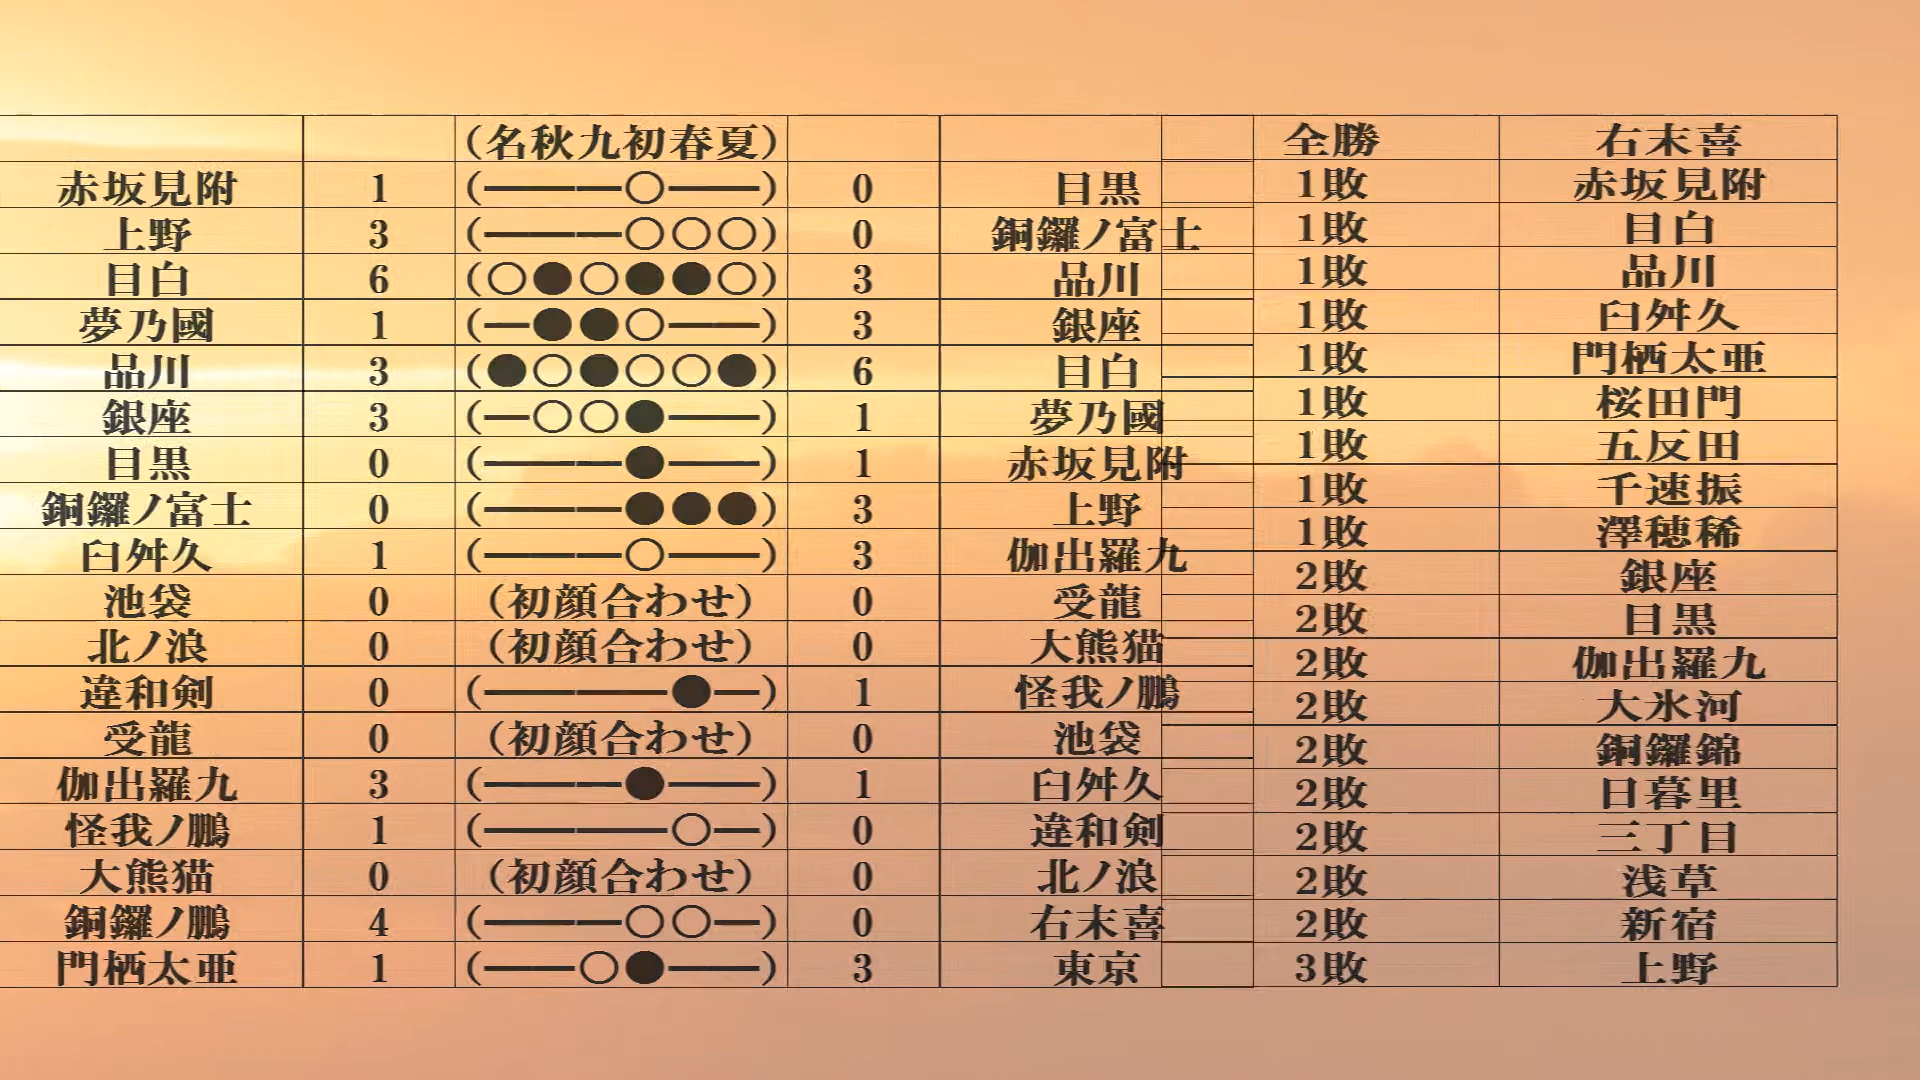 （名秋九初春夏） 全勝 右末喜
赤坂見附 1 （―――○――） 0 目黒 1敗 赤坂見附
上野 3 （―――○○○） 0 銅鑼ノ富士 1敗 目白
目白 6 （○●○●●○） 3 品川 1敗 品川
夢乃國 1 （―●●○――） 3 銀座 1敗 臼舛久
品川 3 （●○●○○●） 6 目白 1敗 門栖太亜
銀座 3 （―○○●――） 1 夢乃國 1敗 桜田門
目黒 0 （―――●――） 1 赤坂見附 1敗 五反田
銅鑼ノ富士 0 （―――●●●） 3 上野 1敗 千速振
臼舛久 1 （―――○――） 3 伽出羅九 1敗 澤穂稀
池袋 0 （初顔合わせ） 0 受龍 2敗 銀座
北ノ浪 0 （初顔合わせ） 0 大熊猫 2敗 目黒
違和剣 0 （――――●―） 1 怪我ノ鵬 2敗 伽出羅九
受龍 0 （初顔合わせ） 0 池袋 2敗 大氷河
伽出羅九 3 （―――●――） 1 臼舛久 2敗 銅鑼錦
怪我ノ鵬 1 （――――○―） 0 違和剣 2敗 日暮里
大熊猫 0 （初顔合わせ） 0 北ノ浪 2敗 三丁目
銅鑼ノ鵬 4 （―――○○―） 0 右末喜 2敗 浅草
門栖太亜 1 （――○●――） 3 東京 2敗 新宿
3敗 上野